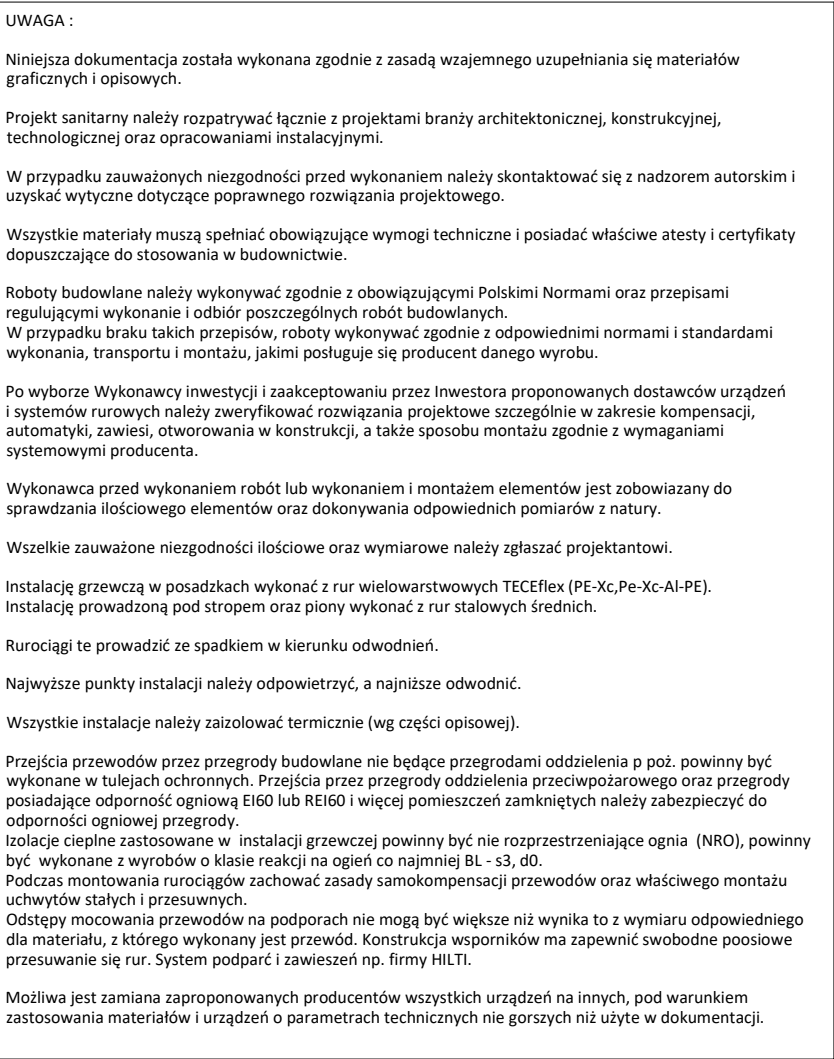 UWAGA :
Niniejsza dokumentacja została wykonana zgodnie z zasadą wzajemnego uzupełniania się materiałów
graficznych i opisowych.
Projekt sanitarny należy rozpatrywać łącznie z projektami branży architektonicznej, konstrukcyjnej,
technologicznej oraz opracowaniami instalacyjnymi.
W przypadku zauważonych niezgodności przed wykonaniem należy skontaktować się z nadzorem autorskim i
uzyskać wytyczne dotyczące poprawnego rozwiązania projektowego.
Wszystkie materiały muszą spełniać obowiązujące wymogi techniczne i posiadać właściwe atesty i certyfikaty
dopuszczające do stosowania w budownictwie.
Roboty budowlane należy wykonywać zgodnie z obowiązującymi Polskimi Normami oraz przepisami
regulującymi wykonanie i odbiór poszczególnych robót budowlanych.
W przypadku braku takich przepisów, roboty wykonywać zgodnie z odpowiednimi normami i standardami
wykonania, transportu i montażu, jakimi posługuje się producent danego wyrobu.
Po wyborze Wykonawcy inwestycji i zaakceptowaniu przez Inwestora proponowanych dostawców urządzeń
i systemów rurowych należy zweryfikować rozwiązania projektowe szczególnie w zakresie kompensacji,
automatyki, zawiesi, otworowania w konstrukcji, a także sposobu montażu zgodnie z wymaganiami
systemowymi producenta.
Wykonawca przed wykonaniem robót lub wykonaniem i montażem elementów jest zobowiazany do
sprawdzania ilościowego elementów oraz dokonywania odpowiednich pomiarów z natury.
Wszelkie zauważone niezgodności ilościowe oraz wymiarowe należy zgłaszać projektantowi.
Instalację grzewczą w posadzkach wykonać z rur wielowarstwowych TECEflex (PE-Xc,Pe-Xc-Al-PE).
Instalację prowadzoną pod stropem oraz piony wykonać z rur stalowych średnich.
Rurociągi te prowadzić ze spadkiem w kierunku odwodnień.
Najwyższe punkty instalacji należy odpowietrzyć, a najniższe odwodnić.
Wszystkie instalacje należy zaizolować termicznie (wg części opisowej).
Przejścia przewodów przez przegrody budowlane nie będące przegrodami oddzielenia p poż. powinny być
wykonane w tulejach ochronnych. Przejścia przez przegrody oddzielenia przeciwpożarowego oraz przegrody
posiadające odporność ogniową EI60 lub REI60 i więcej pomieszczeń zamkniętych należy zabezpieczyć do
odporności ogniowej przegrody.
Izolacje cieplne zastosowane w instalacji grzewczej powinny być nie rozprzestrzeniające ognia (NRO), powinny
być wykonane z wyrobów o klasie reakcji na ogień co najmniej BL - s3, d0.
Podczas montowania rurociągów zachować zasady samokompensacji przewodów oraz właściwego montażu
uchwytów stałych i przesuwnych.
Odstępy mocowania przewodów na podporach nie mogą być większe niż wynika to z wymiaru odpowiedniego
dla materiału, z którego wykonany jest przewód. Konstrukcja wsporników ma zapewnić swobodne poosiowe
przesuwanie się rur. System podparć i zawieszeń np. firmy HILTI.
Możliwa jest zamiana zaproponowanych producentów wszystkich urządzeń na innych, pod warunkiem
zastosowania materiałów i urządzeń o parametrach technicznych nie gorszych niż użyte w dokumentacji.